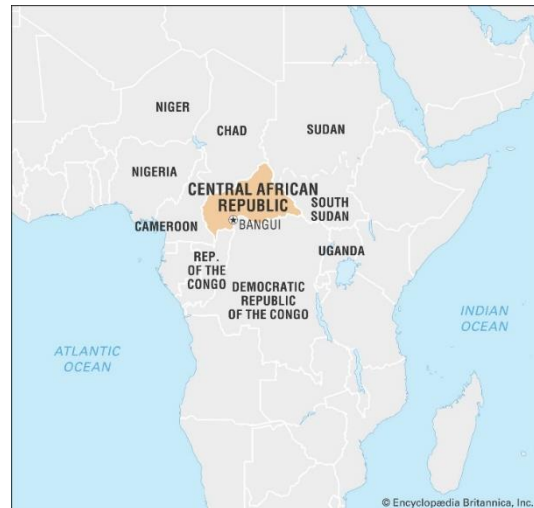 NIGER
CHAD
SUDAN
NIGERIA
CENTRAL AFRICAN
REPUBLIC
SOUTH
SUDAN
CAMEROON
BANGUI
UGANDA
REP.
OF THE
CONGO
DEMOCRATIC
REPUBLIC
OF THE CONGO
INDIAN
OCEAN
ATLANTIC
OCEAN
© Encyclopædia Britannica, Inc.